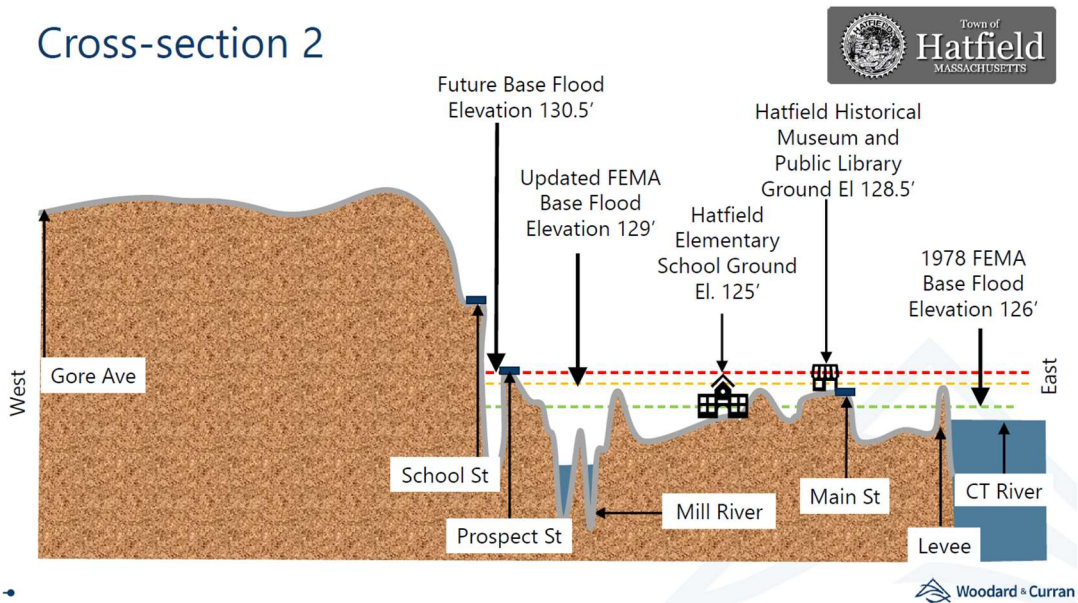 Cross-section 2
Town of
Hatfield
MASSACHUSETTS
Future Base Flood
Elevation 130.5’
Updated FEMA
Base Flood
Elevation 129’
Hatfield
Elementary
School Ground
El. 125’
Hatfield Historical
Museum and
Public Library
Ground El 128.5’
1978 FEMA
Base Flood
Elevation 126’
West
East
Gore Ave
School St
Prospect St
Mill River
Main St
CT River
Levee
Woodard & Curran